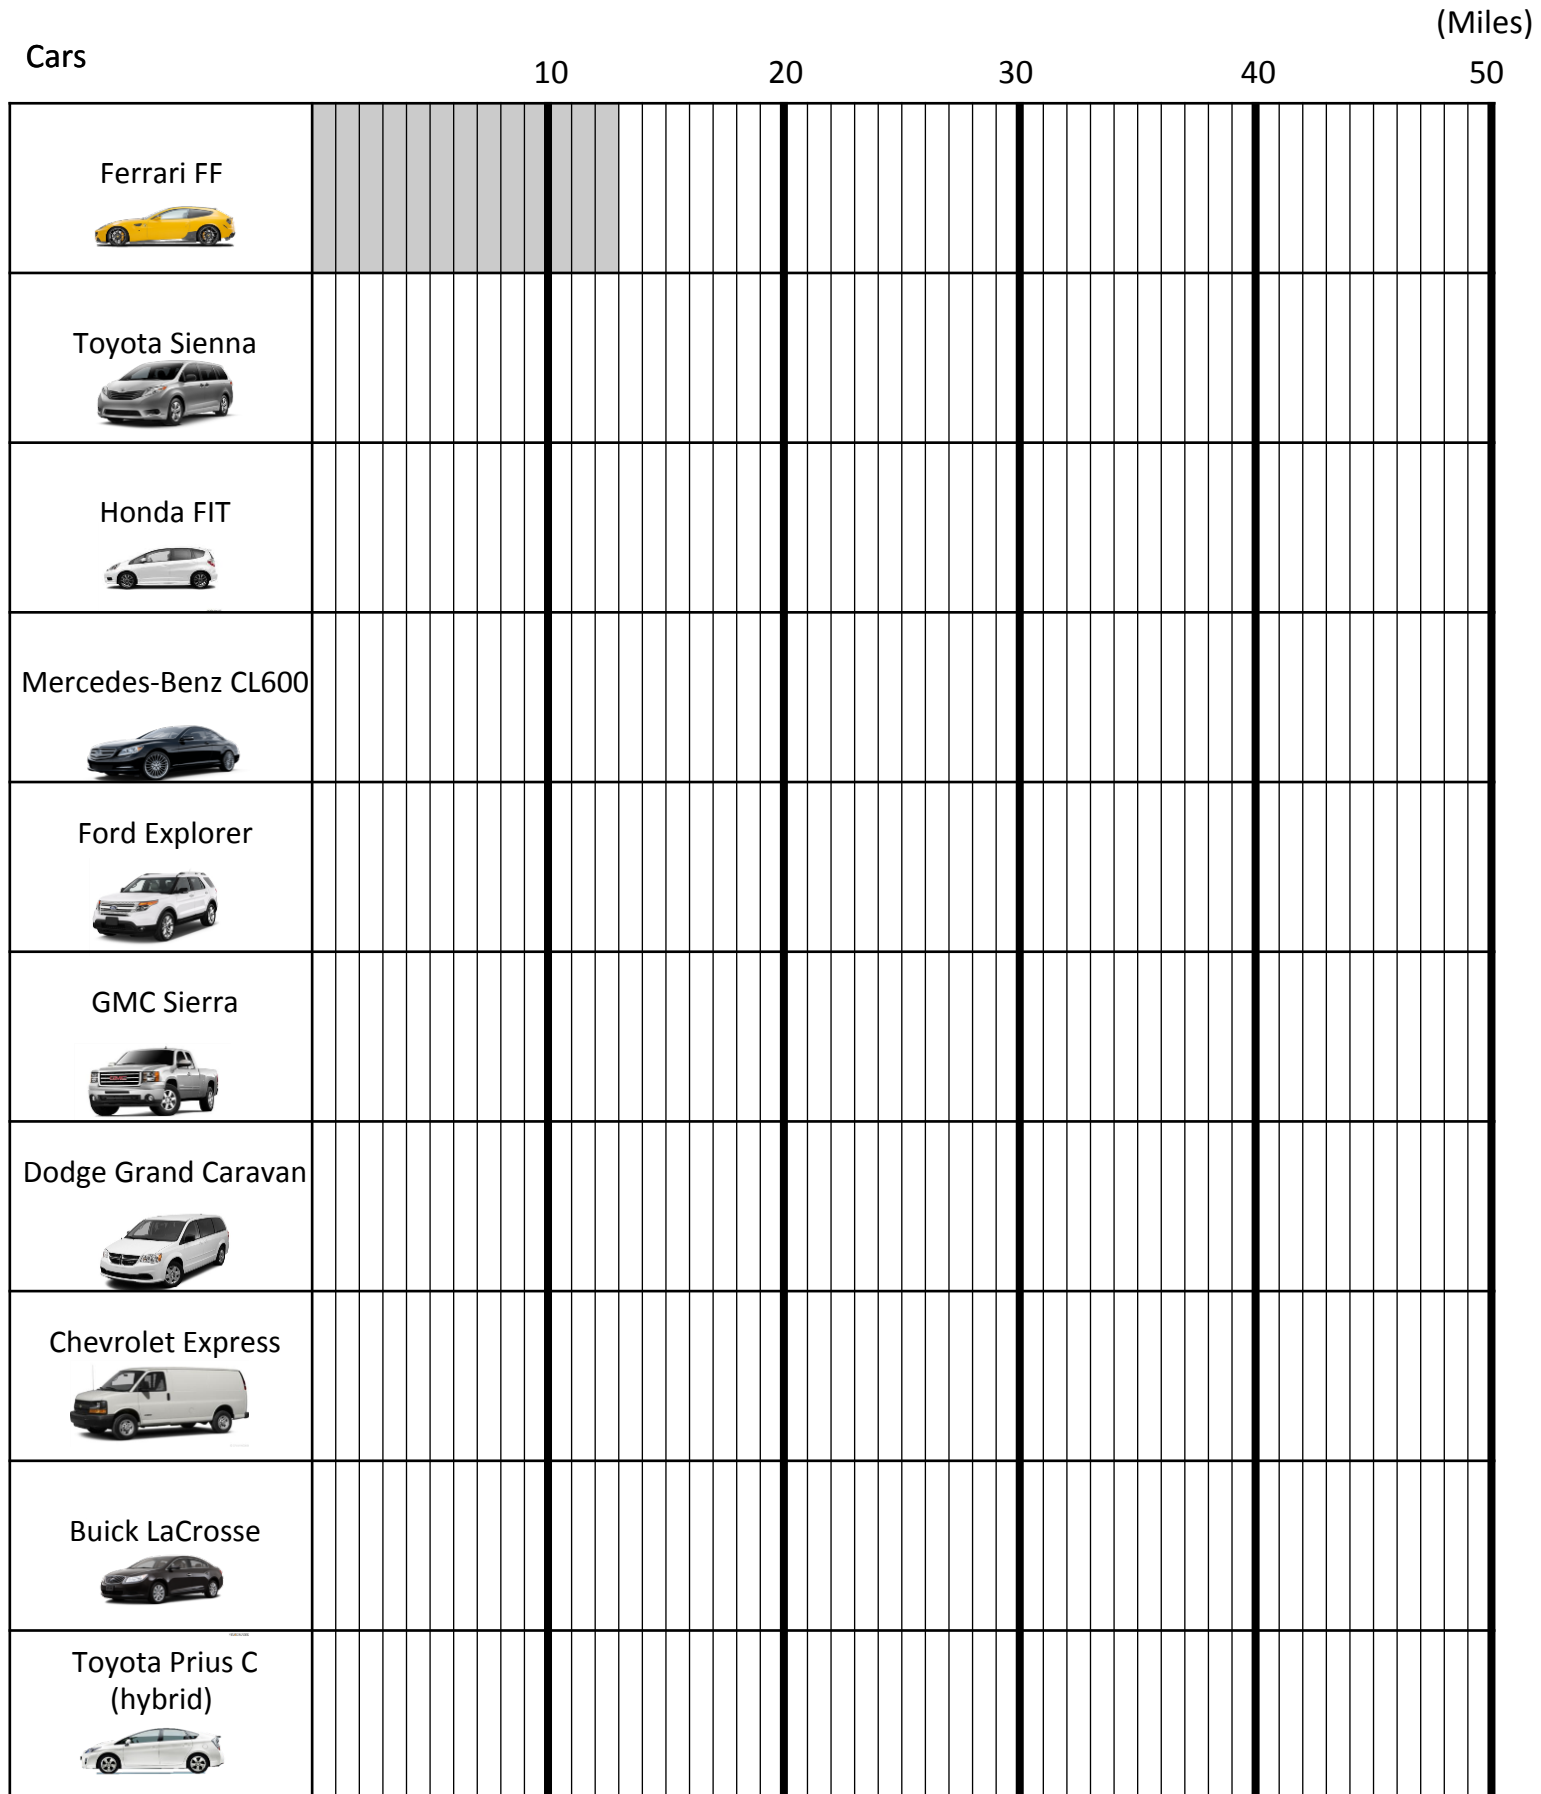 (Miles)
Cars
10 20 30 40 50
Ferrari FF
Toyota Sienna
Honda FIT
Mercedes-Benz CL600
Ford Explorer
GMC Sierra
Dodge Grand Caravan
Chevrolet Express
Buick LaCrosse
Toyota Prius C
(hybrid)